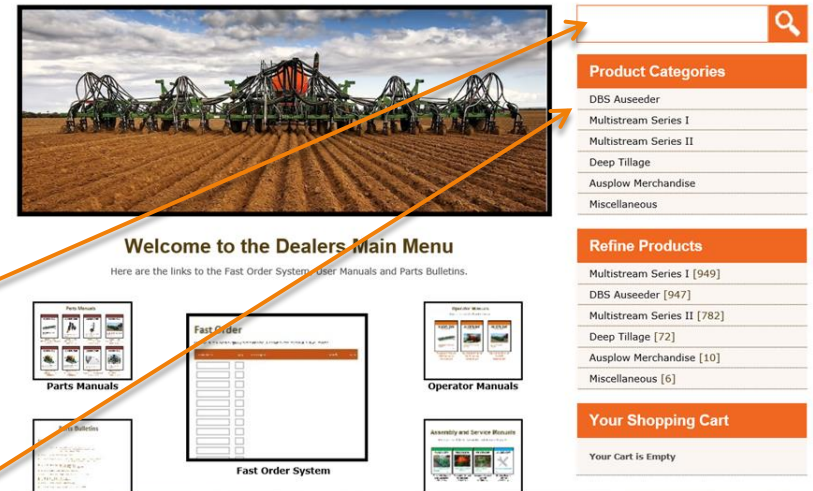 Welcome to the Dealers Main Menu
Here are the links to the Fast Order System, User Manuals and Parts Bulletins.
Parts Manuals
Parts Manuals
Fast Order
Fast Order System
Operator Manuals
Operator Manuals
Parts Bulletins
Assembly and Service Manuals
Product Categories
DBS Auseeder
Multistream Series I
Multistream Series II
Deep Tillage
Ausplow Merchandise
Miscellaneous
Refine Products
Multistream Series I [949]
DBS Auseeder [947]
Multistream Series II [782]
Deep Tillage [72]
Ausplow Merchandise [10]
Miscellaneous [6]
Your Shopping Cart
Your Cart is Empty